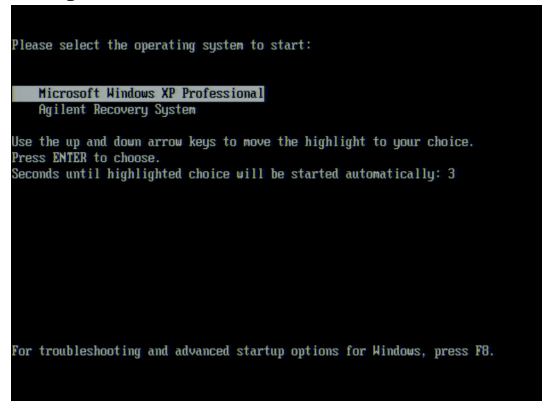 Please select the operating system to start:
Microsoft Windows XP Professional
Agilent Recovery System
Use the up and down arrow keys to move the highlight to your choice.
Press ENTER to choose.
Seconds until highlighted choice will be started automatically: 3
For troubleshooting and advanced startup options for Windows, press F8.